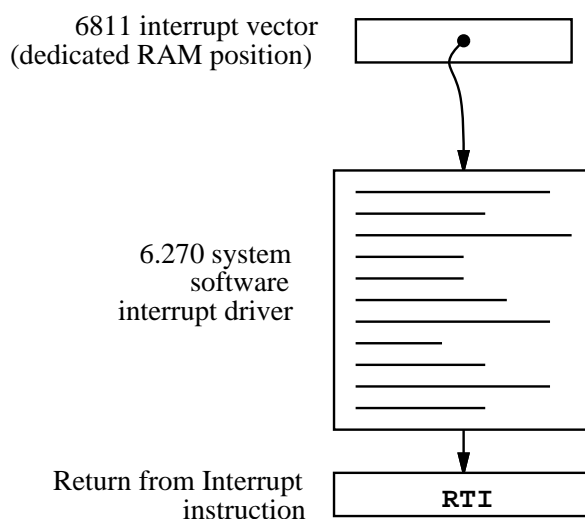 6811 interrupt vector
(dedicated RAM position)
6.270 system
software
interrupt driver
Return from Interrupt
instruction
RTI